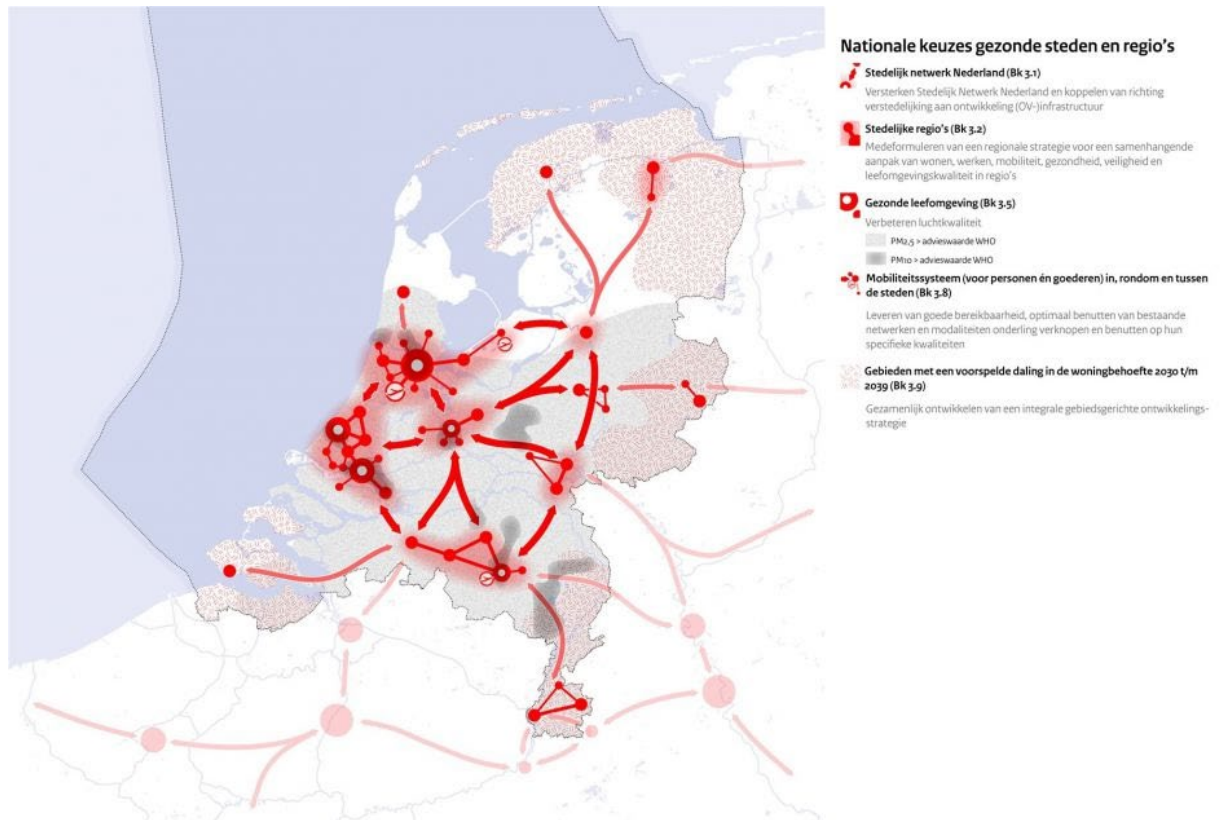 Nationale keuzes gezonde steden en regio's
Stedelijk netwerk Nederland (Bk 3.1)
Versterken Stedelijk Netwerk Nederland en koppelen van richting
verstedelijking aan ontwikkeling (OV-)infrastructuur
Stedelijke regio's (Bk 3.2)
Medeformuleren van een regionale strategie voor een samenhangende
aanpak van wonen, werken, mobiliteit, gezondheid, veiligheid en
leefomgevingskwaliteit in regio's
Gezonde leefomgeving (Bk 3.5)
Verbeteren luchtkwaliteit
PM2,5 > advieswaarde WHO
PM10 > advieswaarde WHO
Mobiliteitssysteem (voor personen én goederen) in, rondom en tussen
de steden (Bk 3.8)
Leveren van goede bereikbaarheid, optimaal benutten van bestaande
netwerken en modaliteiten onderling verknopen en benutten op hun
specifieke kwaliteiten
Gebieden met een voorspelde daling in de woningbehoefte 2030 t/m
2039 (Bk 3.9)
Gezamenlijk ontwikkelen van een integrale gebiedsgerichte ontwikkelings-
strategie